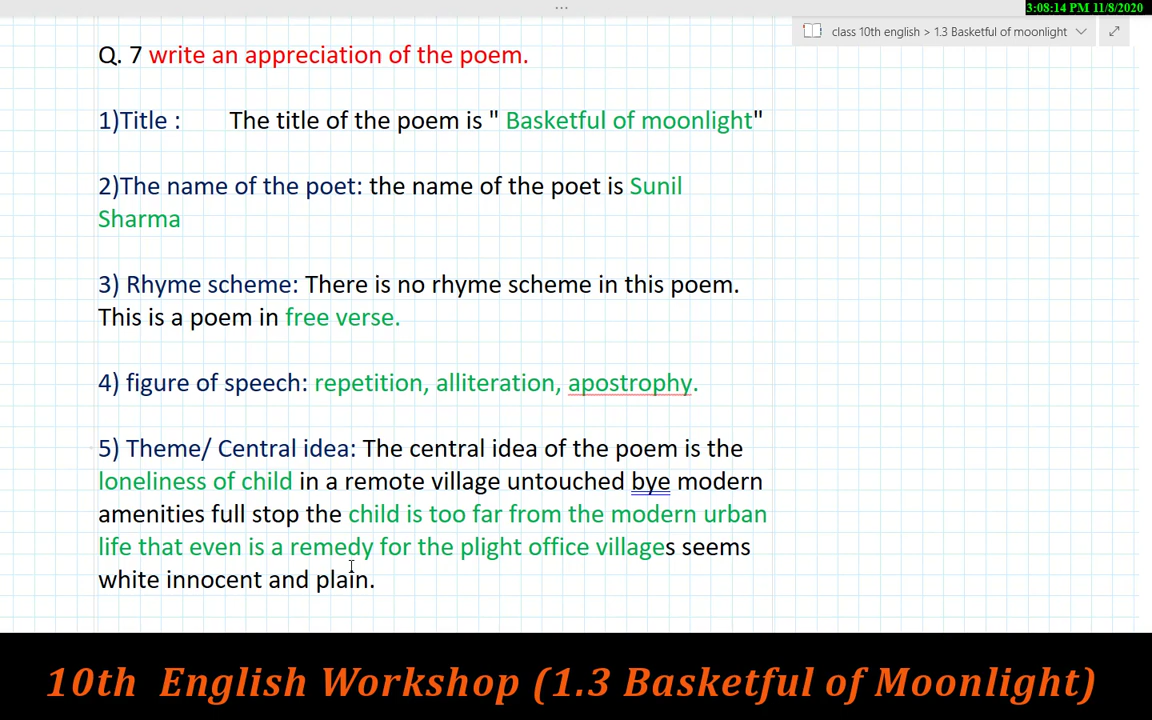 3:08:14 PM 11/8/2020
class 10th english > 1.3 Basketful of moonlight
Q. 7 write an appreciation of the poem.
1)Title : The title of the poem is " Basketful of moonlight"
2)The name of the poet: the name of the poet is Sunil
Sharma
3) Rhyme scheme: There is no rhyme scheme in this poem.
This is a poem in free verse.
4) figure of speech: repetition, alliteration, apostrophy.
5) Theme/ Central idea: The central idea of the poem is the
loneliness of child in a remote village untouched bye modern
amenities full stop the child is too far from the modern urban
life that even is a remedy for the plight office villages seems
white innocent and plain.
10th English Workshop (1.3 Basketful of Moonlight)